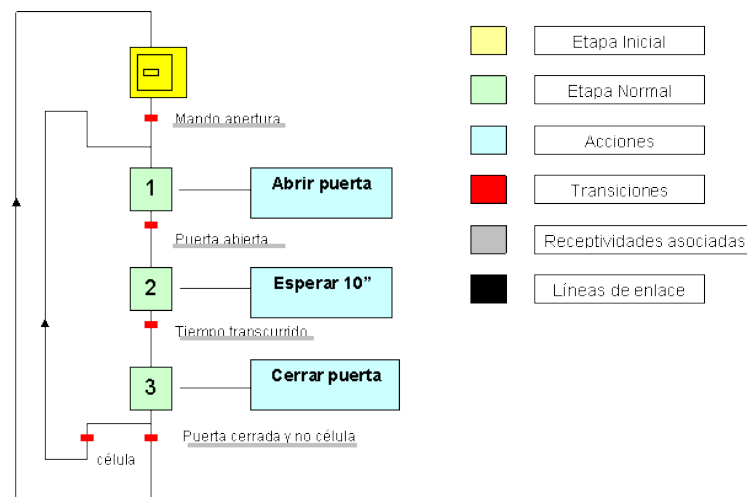 Mando apertura
1
Abrir puerta
Puerta abierta
2
Esperar 10”
Tiempo transcurrido
3
Cerrar puerta
Puerta cerrada y no célula
célula
Etapa Inicial
Etapa Normal
Acciones
Transiciones
Receptividades asociadas
Líneas de enlace